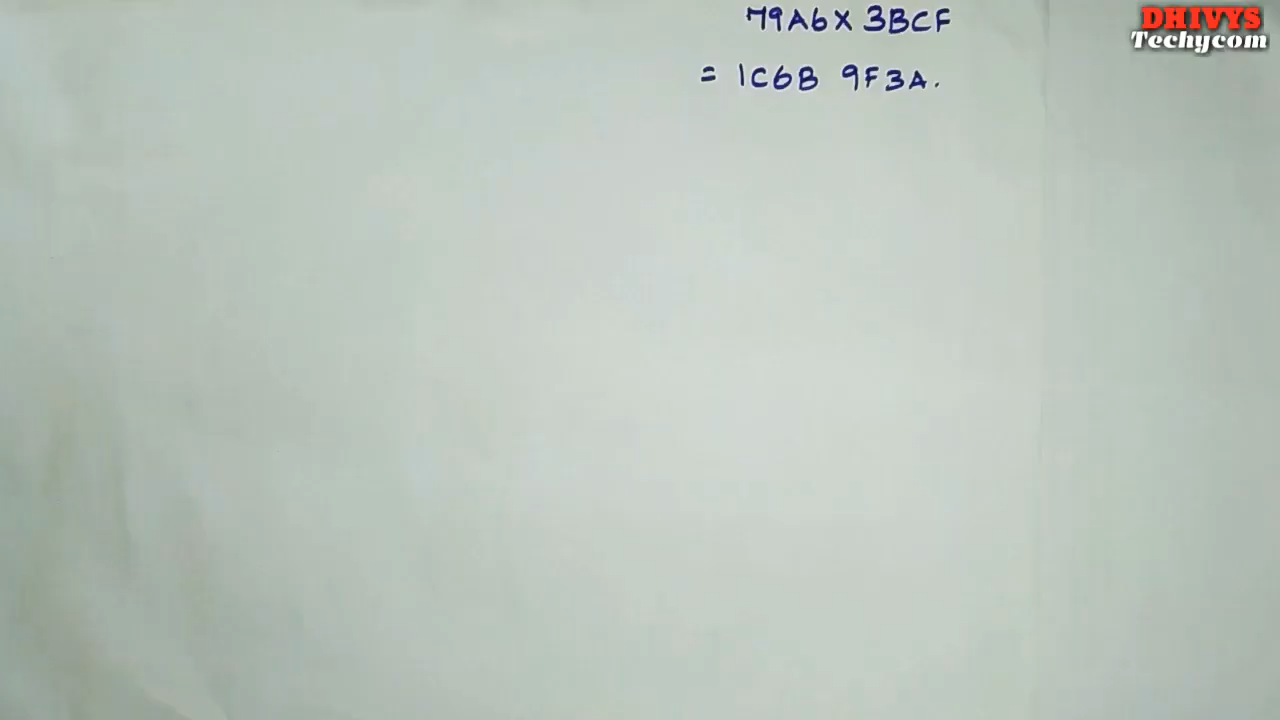 79A6 X 3BCF
= 1C6B 9F3A.
DHIVYS
Techycom